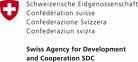 Schweizerische Eidgenossenschaft
Confédération suisse
Confederazione Svizzera
Confederaziun svizra
Swiss Agency for Development
and Cooperation SDC